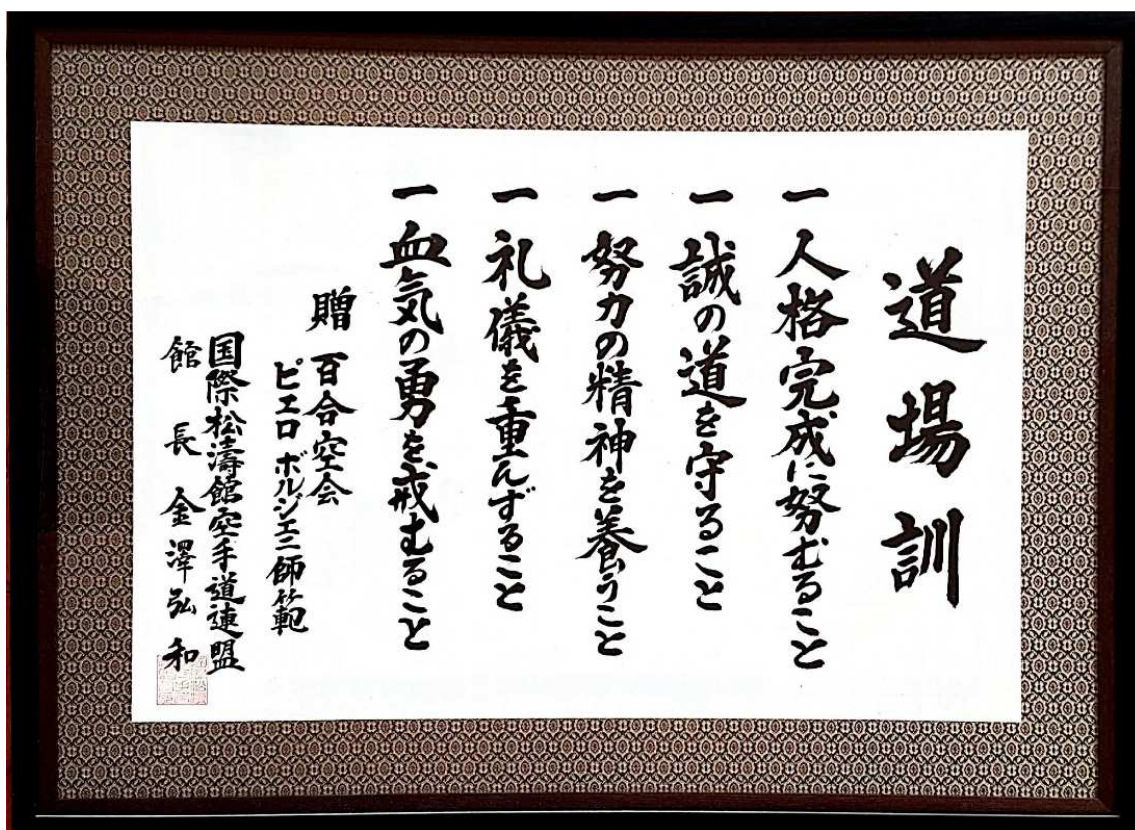 道場訓
一 人格完成に努むること
一 誠の道を守ること
一 努力の精神を養うこと
一 礼儀を重んずること
一 血気の勇を戒むること
贈 百合空会
ピエロ ボルジエニ師範
国際松濤館空手道連盟
館長 金澤弘和